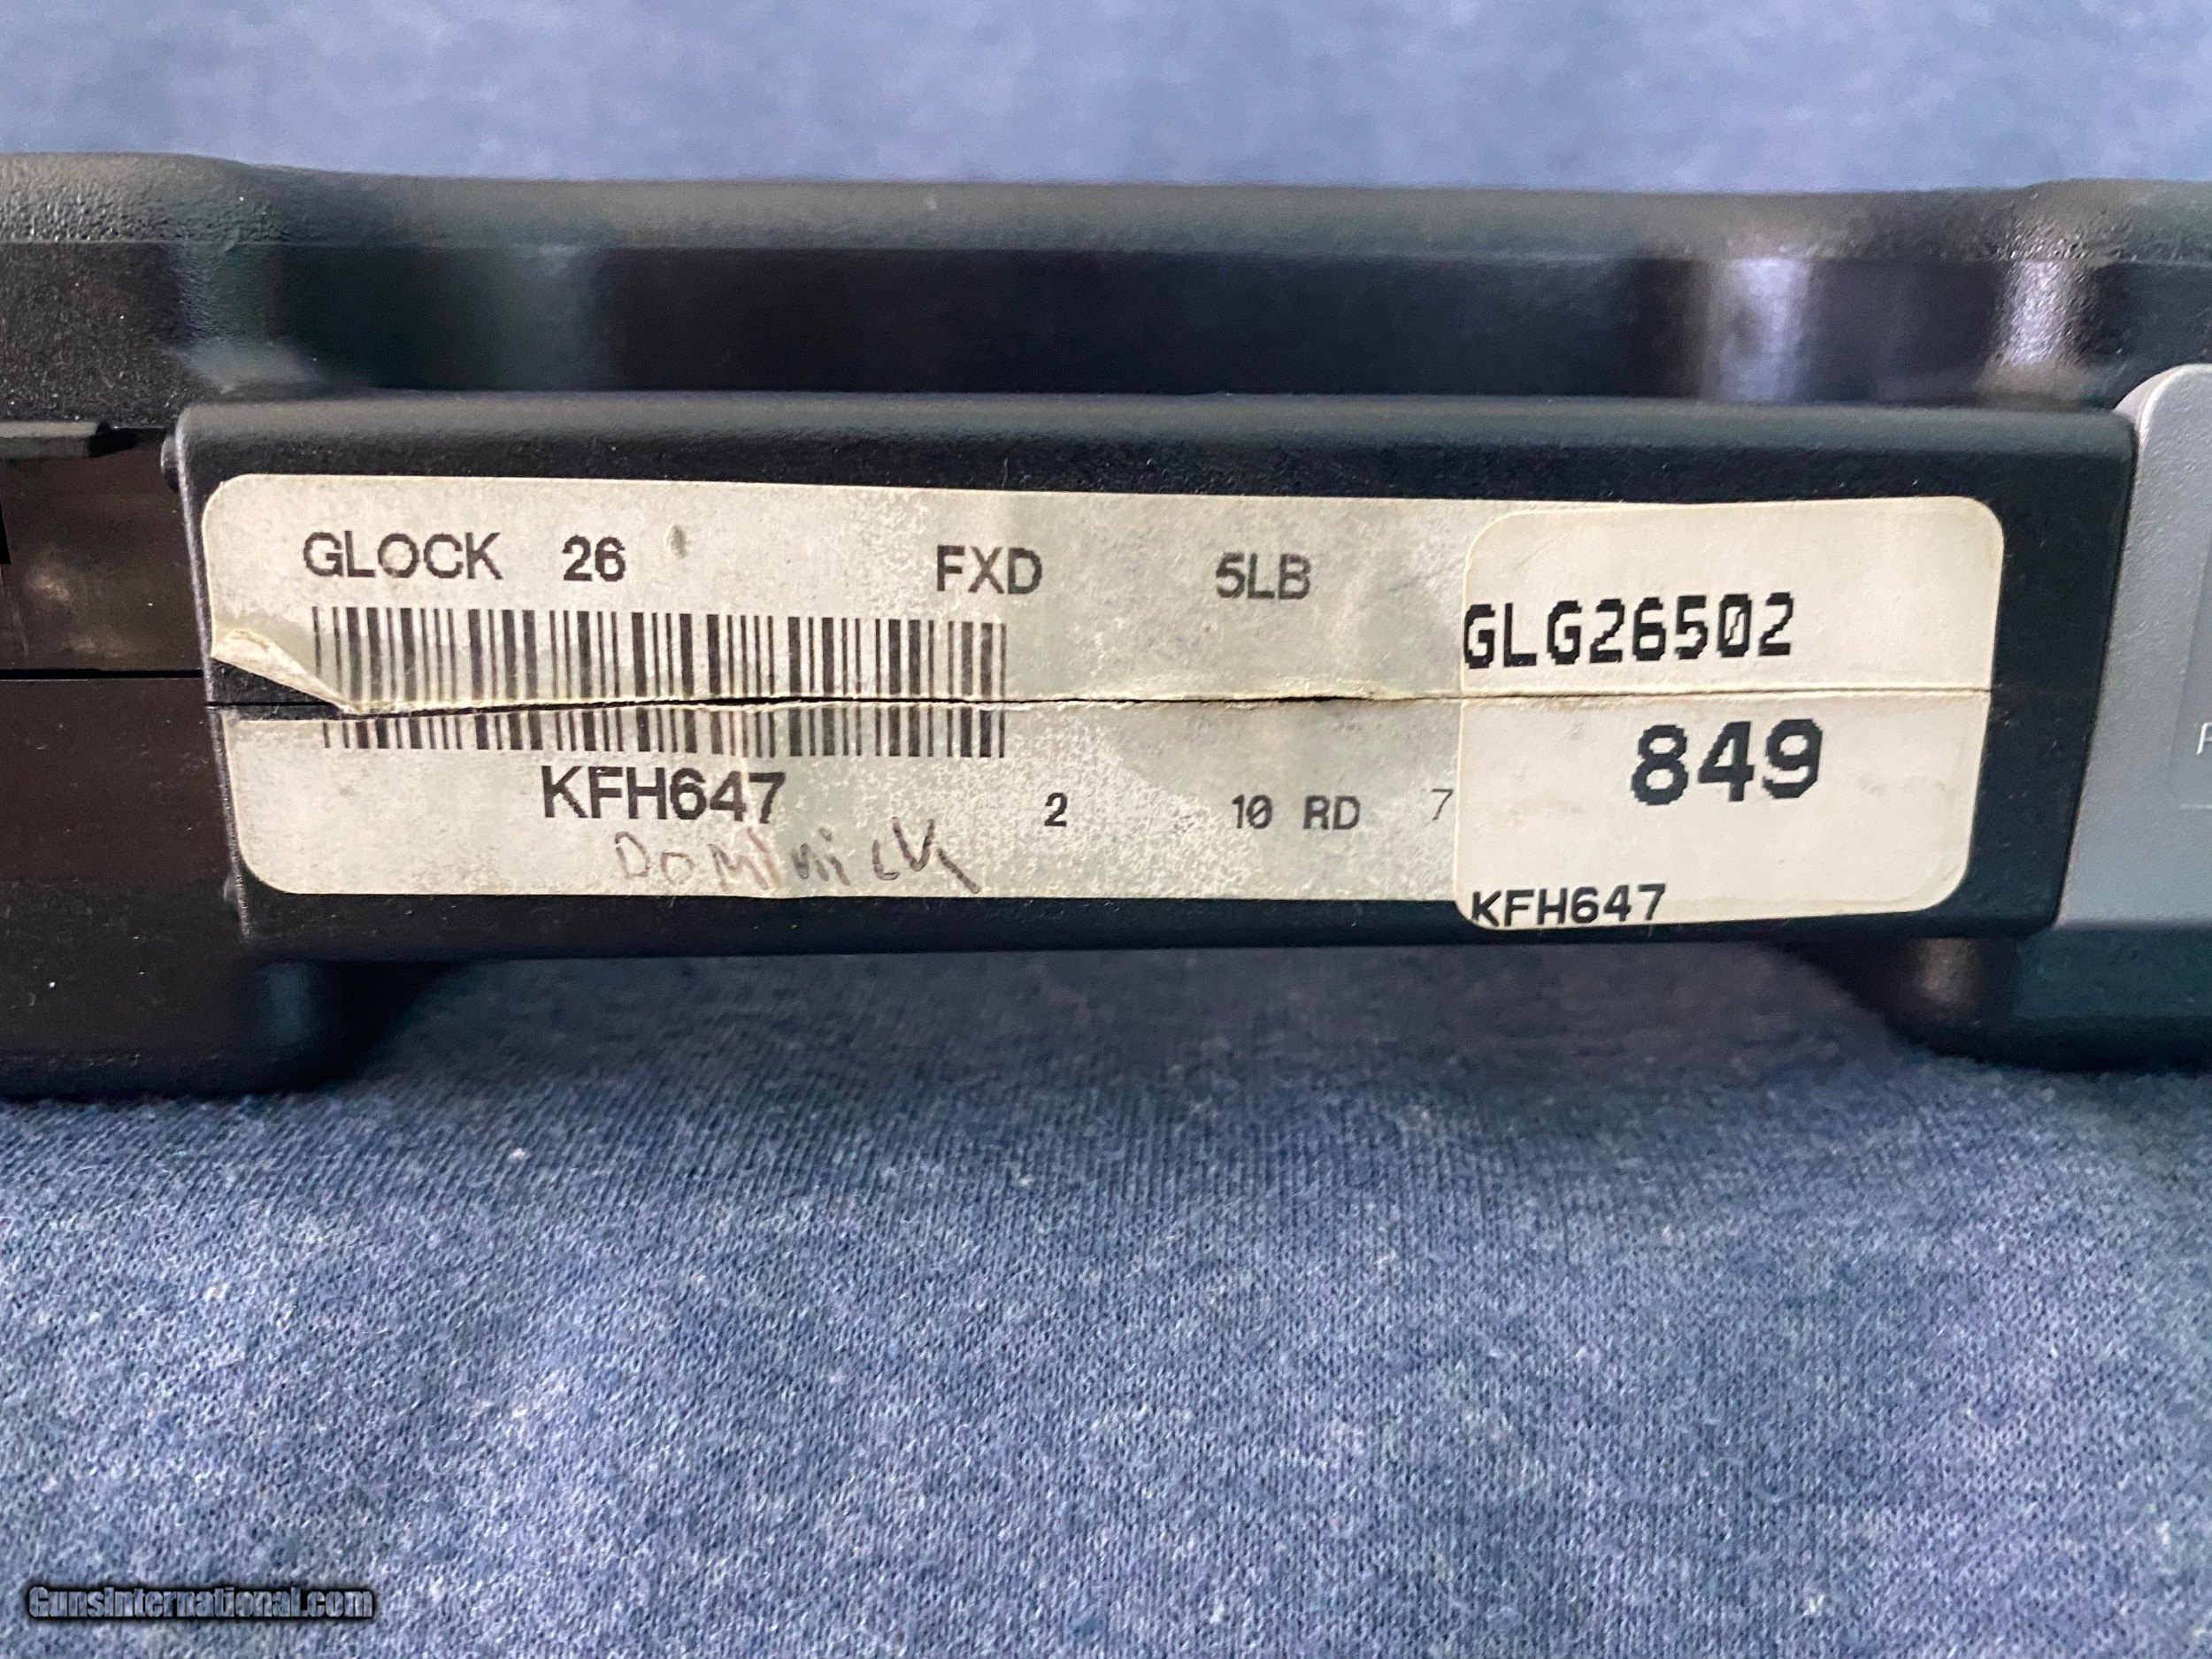 GLOCK 26 FXD 5LB
GLG26502
849
KFH647 2 10 RD 7
Dominick
KFH647
GunsInternational.com